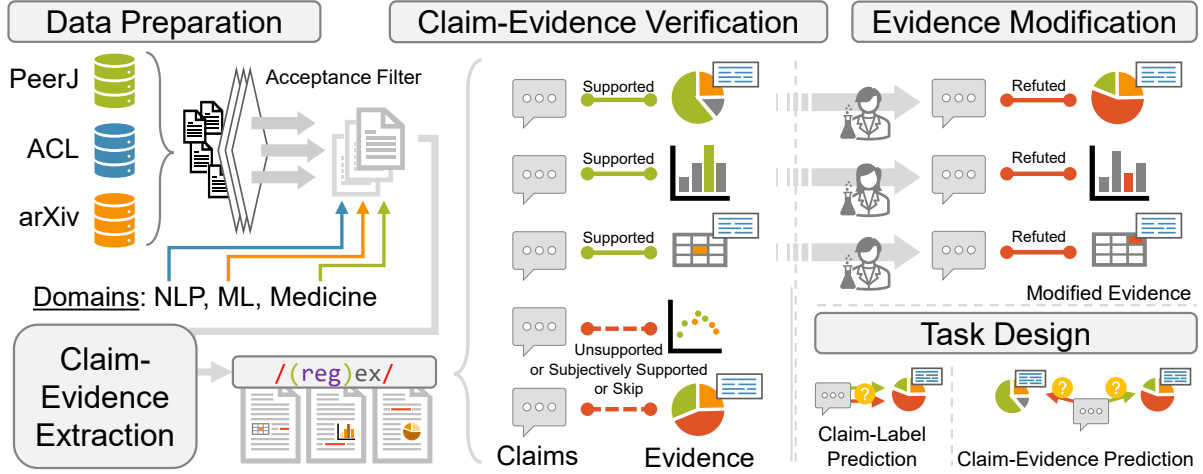 Data Preparation
PeerJ
ACL
arXiv
Acceptance Filter
Domains: NLP, ML, Medicine
Claim-
Evidence
Extraction
/(reg)ex/
Claim-Evidence Verification
Supported
Supported
Supported
Unsupported
or Subjectively Supported
or Skip
Claims
Evidence
Evidence Modification
Refuted
Refuted
Refuted
Modified Evidence
Task Design
?
Claim-Label
Prediction
?
?
Claim-Evidence Prediction